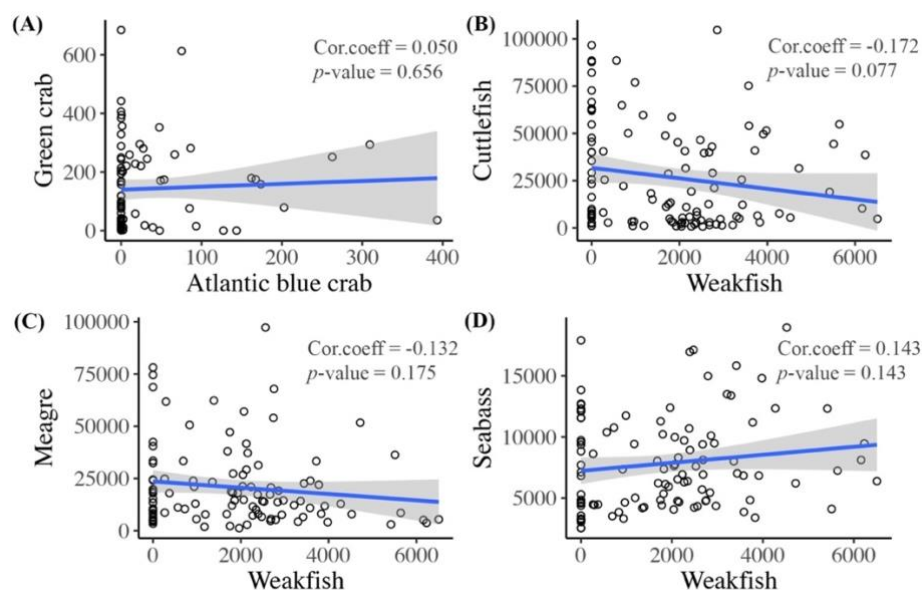 (A)
Cor.coeff = 0.050
p-value = 0.656
Green crab
600
400
200
0
0 100 200 300 400
Atlantic blue crab
(B)
Cor.coeff = -0.172
p-value = 0.077
Cuttlefish
100000
75000
50000
25000
0
0 2000 4000 6000
Weakfish
(C)
Cor.coeff = -0.132
p-value = 0.175
Meagre
100000
75000
50000
25000
0
0 2000 4000 6000
Weakfish
(D)
Cor.coeff = 0.143
p-value = 0.143
Seabass
15000
10000
5000
0 2000 4000 6000
Weakfish